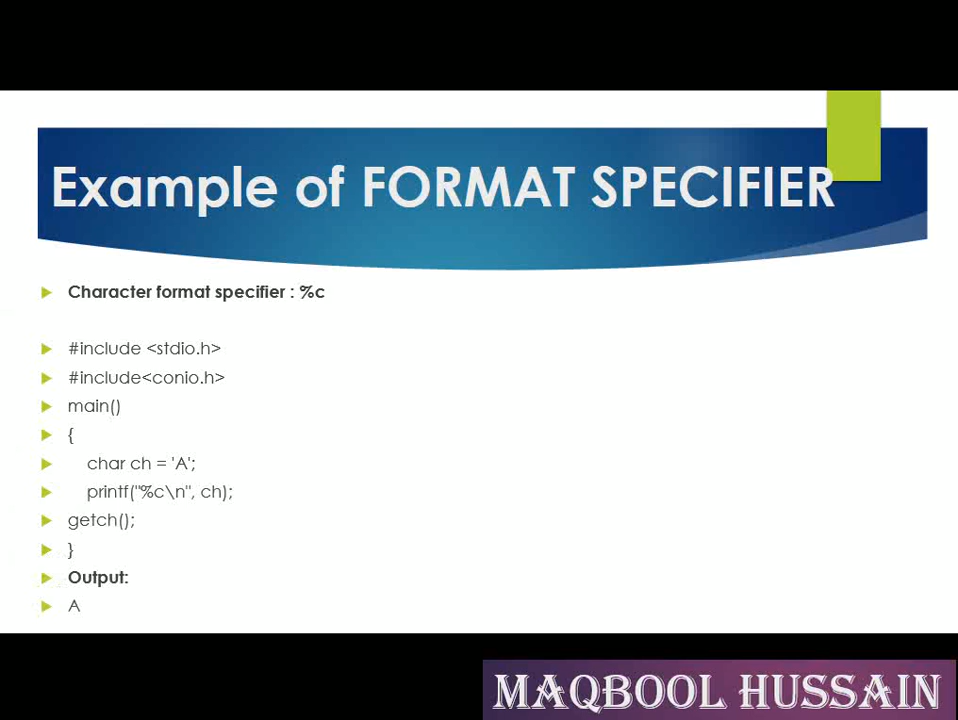 Example of FORMAT SPECIFIER
Character format specifier : %c
#include <stdio.h>
#include<conio.h>
main()
{
char ch = 'A';
printf("%c\n", ch);
getch();
}
Output:
A
MAQBOOL HUSSAIN